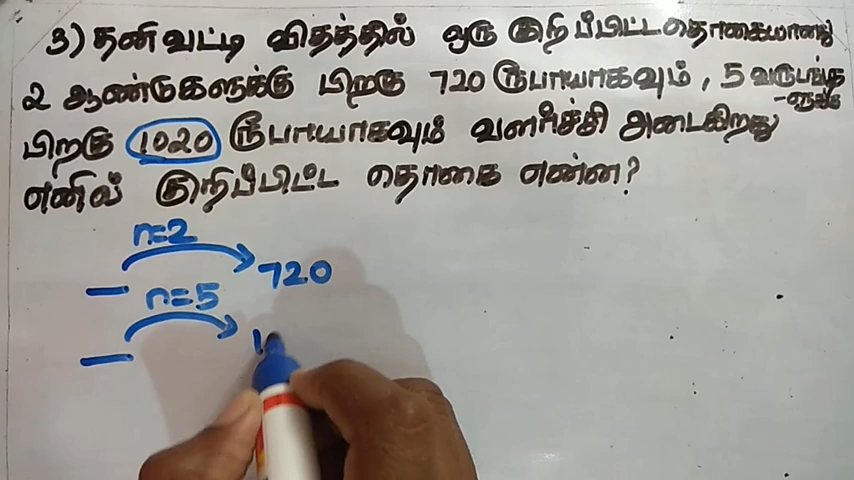 3) தனிவட்டி விதத்தில் ஒரு குறிப்பிட்ட தொகையானது
2 ஆண்டுகளுக்கு பிறகு 720 ரூபாயாகவும், 5 வருடங்களுக்கு
பிறகு 1020 ரூபாயாகவும் வளர்ச்சி அடைகிறது
எனில் குறிப்பிட்ட தொகை என்ன?
n=2
720
n=5
1